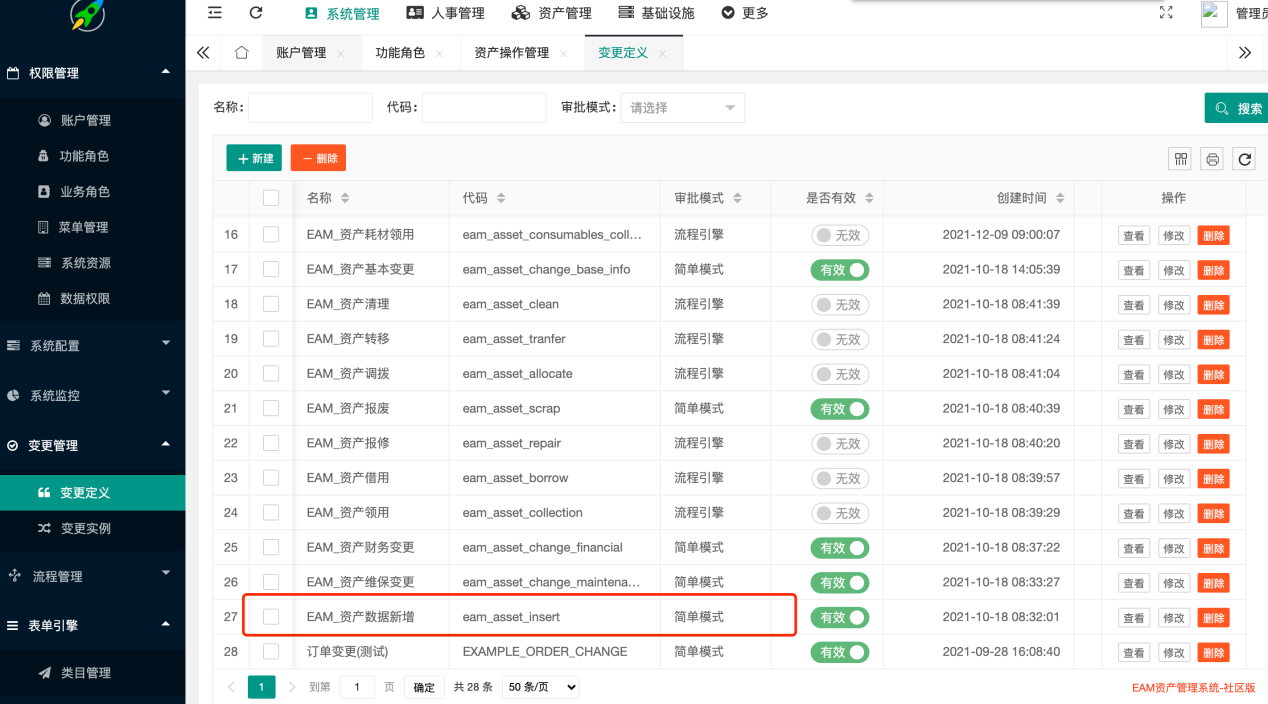 系统管理 人事管理 资产管理 基础设施 更多 管理员
账户管理 功能角色 资产操作管理 变更定义
权限管理
账户管理
功能角色
业务角色
菜单管理
系统资源
数据权限
系统配置
系统监控
变更管理
变更定义
变更实例
流程管理
表单引擎
类目管理
名称: 代码: 审批模式: 请选择 搜索
新建 删除
名称 代码 审批模式 是否有效 创建时间 操作
16 EAM_资产耗材领用 eam_asset_consumables_coll... 流程引擎 无效 2021-12-09 09:00:07 查看 修改 删除
17 EAM_资产基本变更 eam_asset_change_base_info 简单模式 有效 2021-10-18 14:05:39 查看 修改 删除
18 EAM_资产清理 eam_asset_clean 流程引擎 无效 2021-10-18 08:41:39 查看 修改 删除
19 EAM_资产转移 eam_asset_tranfer 流程引擎 无效 2021-10-18 08:41:24 查看 修改 删除
20 EAM_资产调拨 eam_asset_allocate 流程引擎 无效 2021-10-18 08:41:04 查看 修改 删除
21 EAM_资产报废 eam_asset_scrap 简单模式 有效 2021-10-18 08:40:39 查看 修改 删除
22 EAM_资产报修 eam_asset_repair 流程引擎 无效 2021-10-18 08:40:20 查看 修改 删除
23 EAM_资产借用 eam_asset_borrow 流程引擎 无效 2021-10-18 08:39:57 查看 修改 删除
24 EAM_资产领用 eam_asset_collection 流程引擎 无效 2021-10-18 08:39:29 查看 修改 删除
25 EAM_资产财务变更 eam_asset_change_financial 简单模式 有效 2021-10-18 08:37:22 查看 修改 删除
26 EAM_资产维保变更 eam_asset_change_maintena... 简单模式 有效 2021-10-18 08:33:27 查看 修改 删除
27 EAM_资产数据新增 eam_asset_insert 简单模式 有效 2021-10-18 08:32:01 查看 修改 删除
28 订单变更(测试) EXAMPLE_ORDER_CHANGE 简单模式 有效 2021-09-28 16:08:40 查看 修改 删除
1 到第 1 页 确定 共 28 条 50 条/页
EAM资产管理系统-社区版